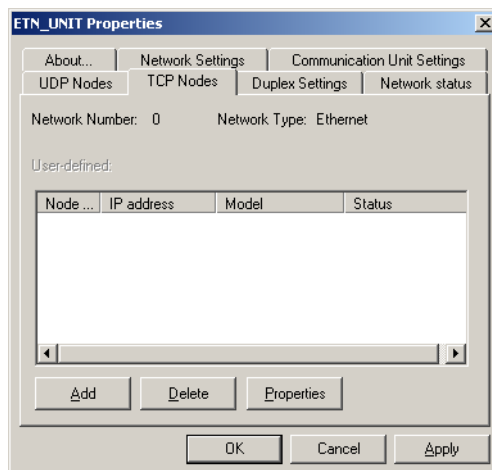 ETN_UNIT Properties
About... Network Settings Communication Unit Settings
UDP Nodes TCP Nodes Duplex Settings Network status
Network Number: 0 Network Type: Ethernet
User-defined:
Node ... IP address Model Status
Add Delete Properties
OK Cancel Apply